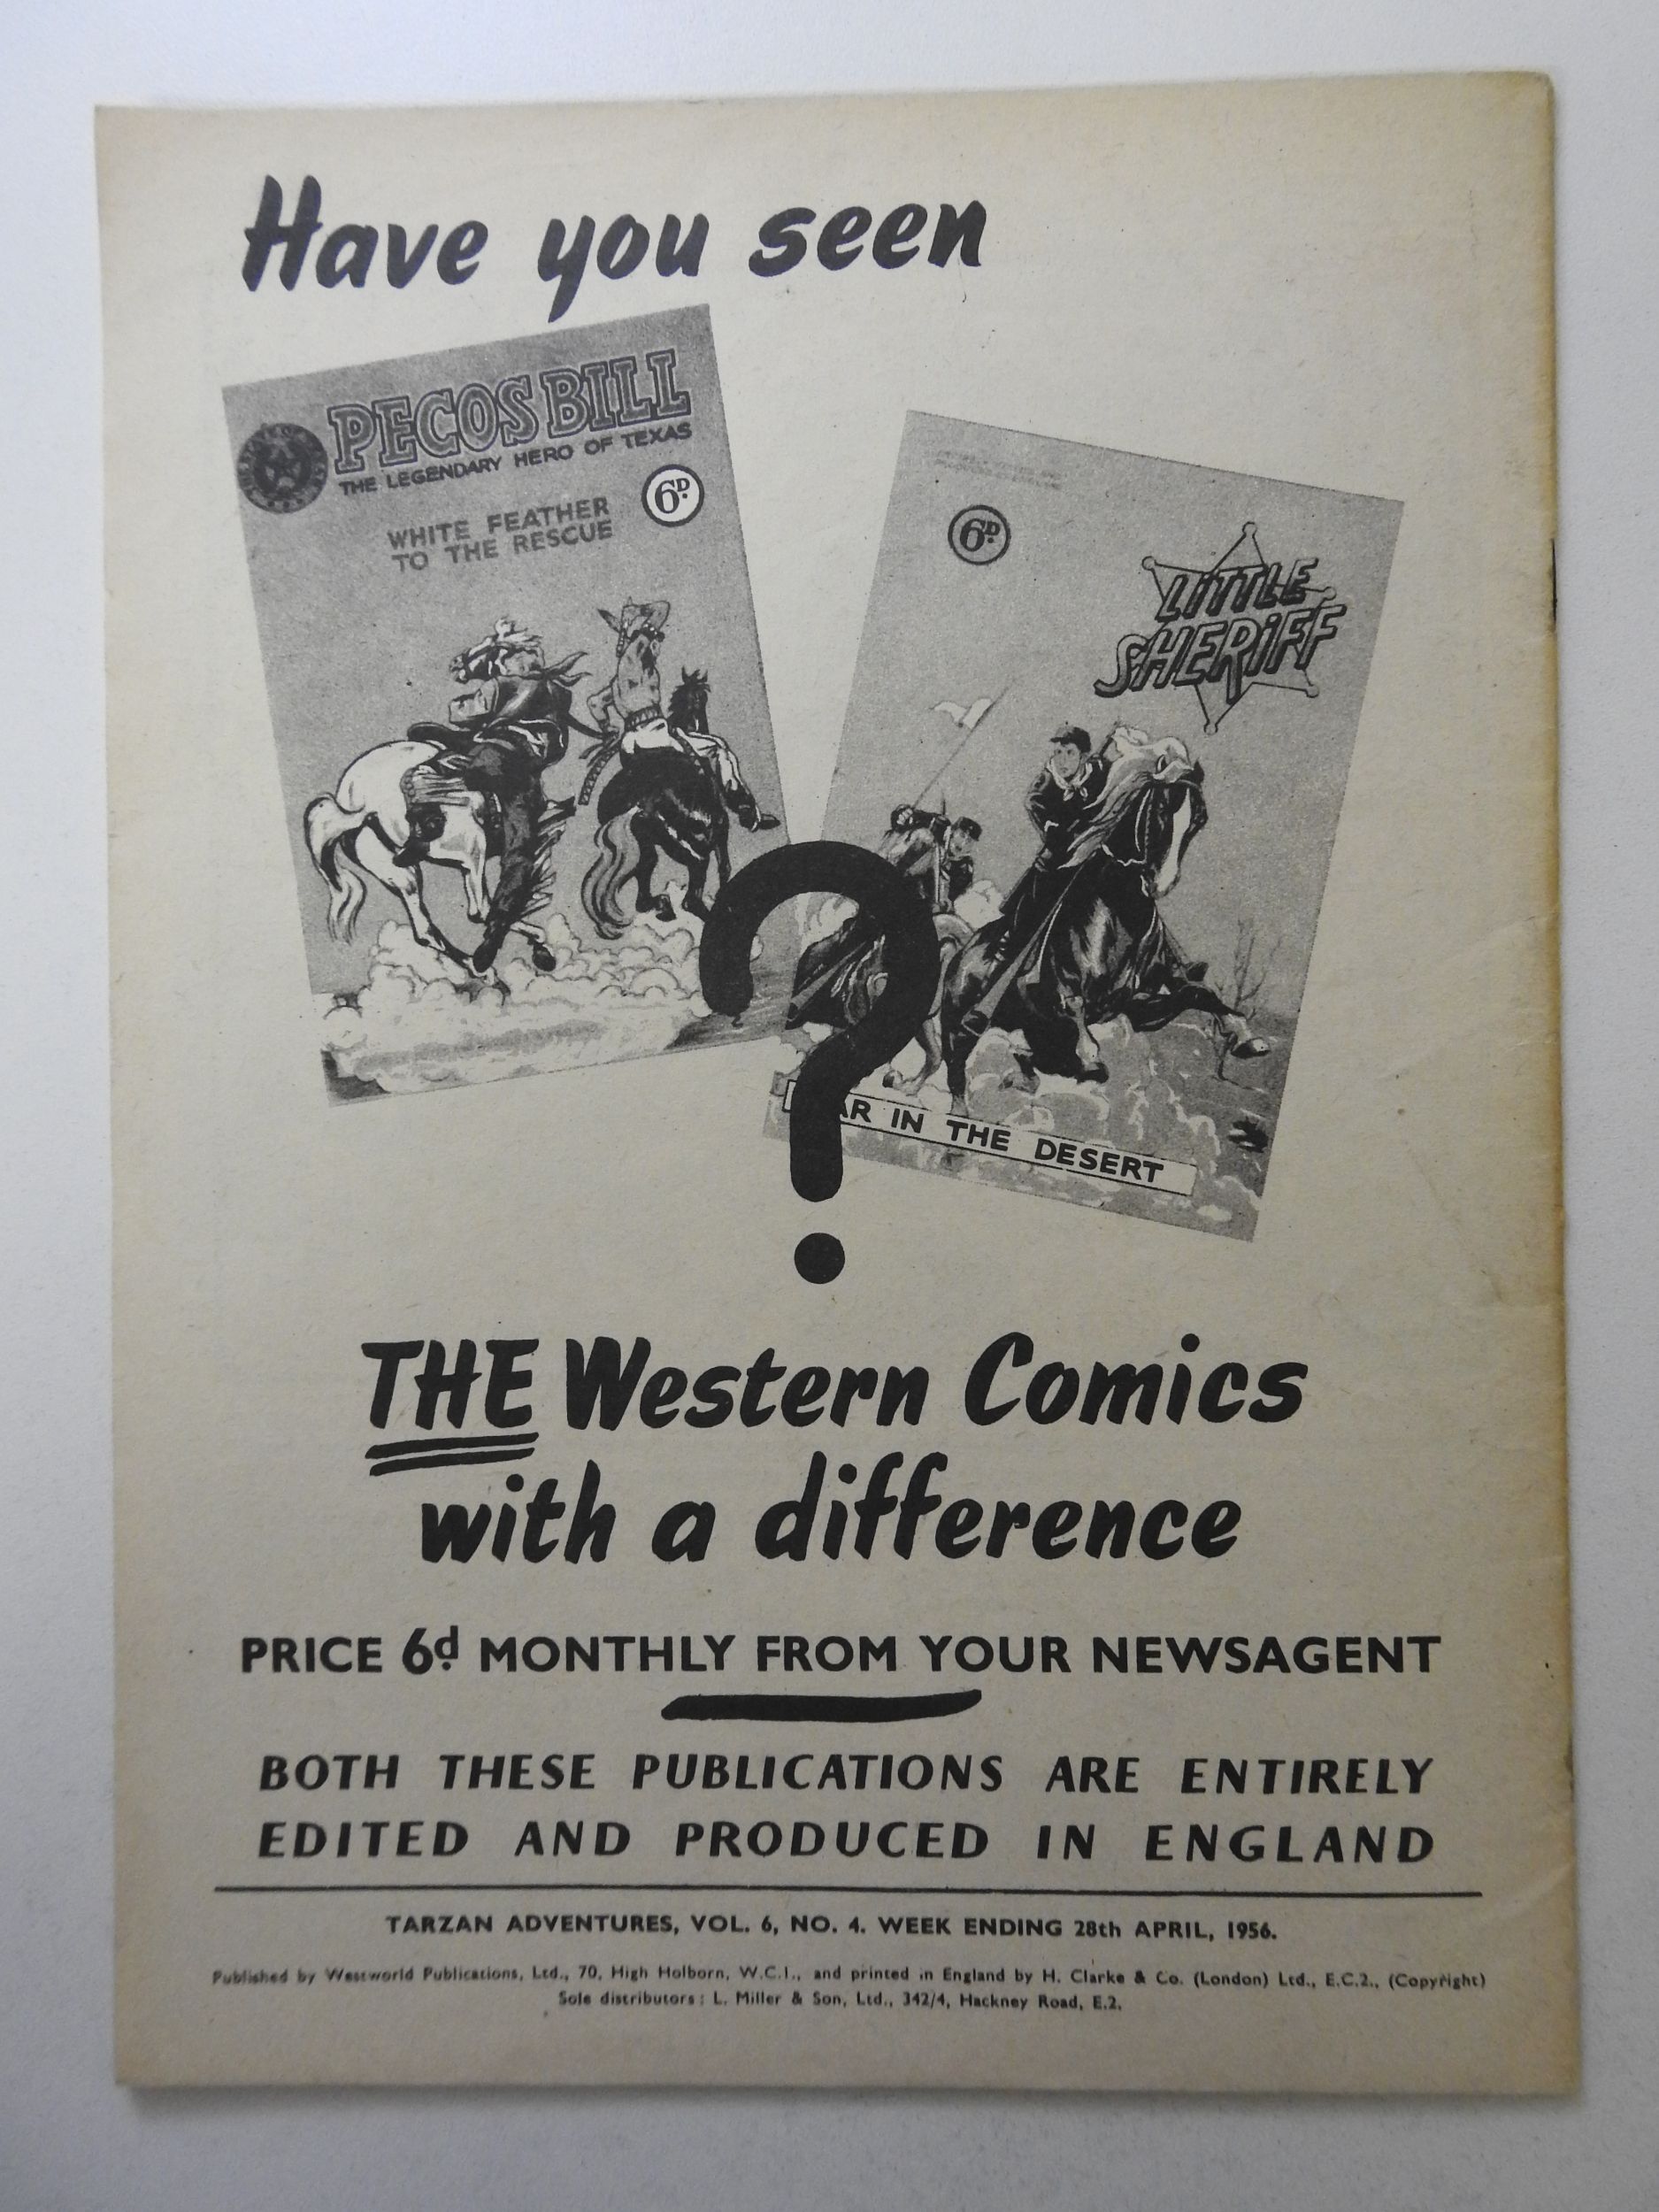 Have you seen
PECOS BILL
THE LEGENDARY HERO OF TEXAS
6D.
WHITE FEATHER
TO THE RESCUE
6D.
LITTLE
SHERIFF
IN THE DESERT
?
THE Western Comics
with a difference
PRICE 6d. MONTHLY FROM YOUR NEWSAGENT
BOTH THESE PUBLICATIONS ARE ENTIRELY
EDITED AND PRODUCED IN ENGLAND
TARZAN ADVENTURES, VOL. 6, NO. 4. WEEK ENDING 28th APRIL, 1956.
Published by Westworld Publications, Ltd., 70, High Holborn, W.C.1., and printed in England by H. Clarke & Co. (London) Ltd., E.C.2., (Copyright)
Sole distributors: L. Miller & Son, Ltd., 342/4, Hackney Road, E.2.